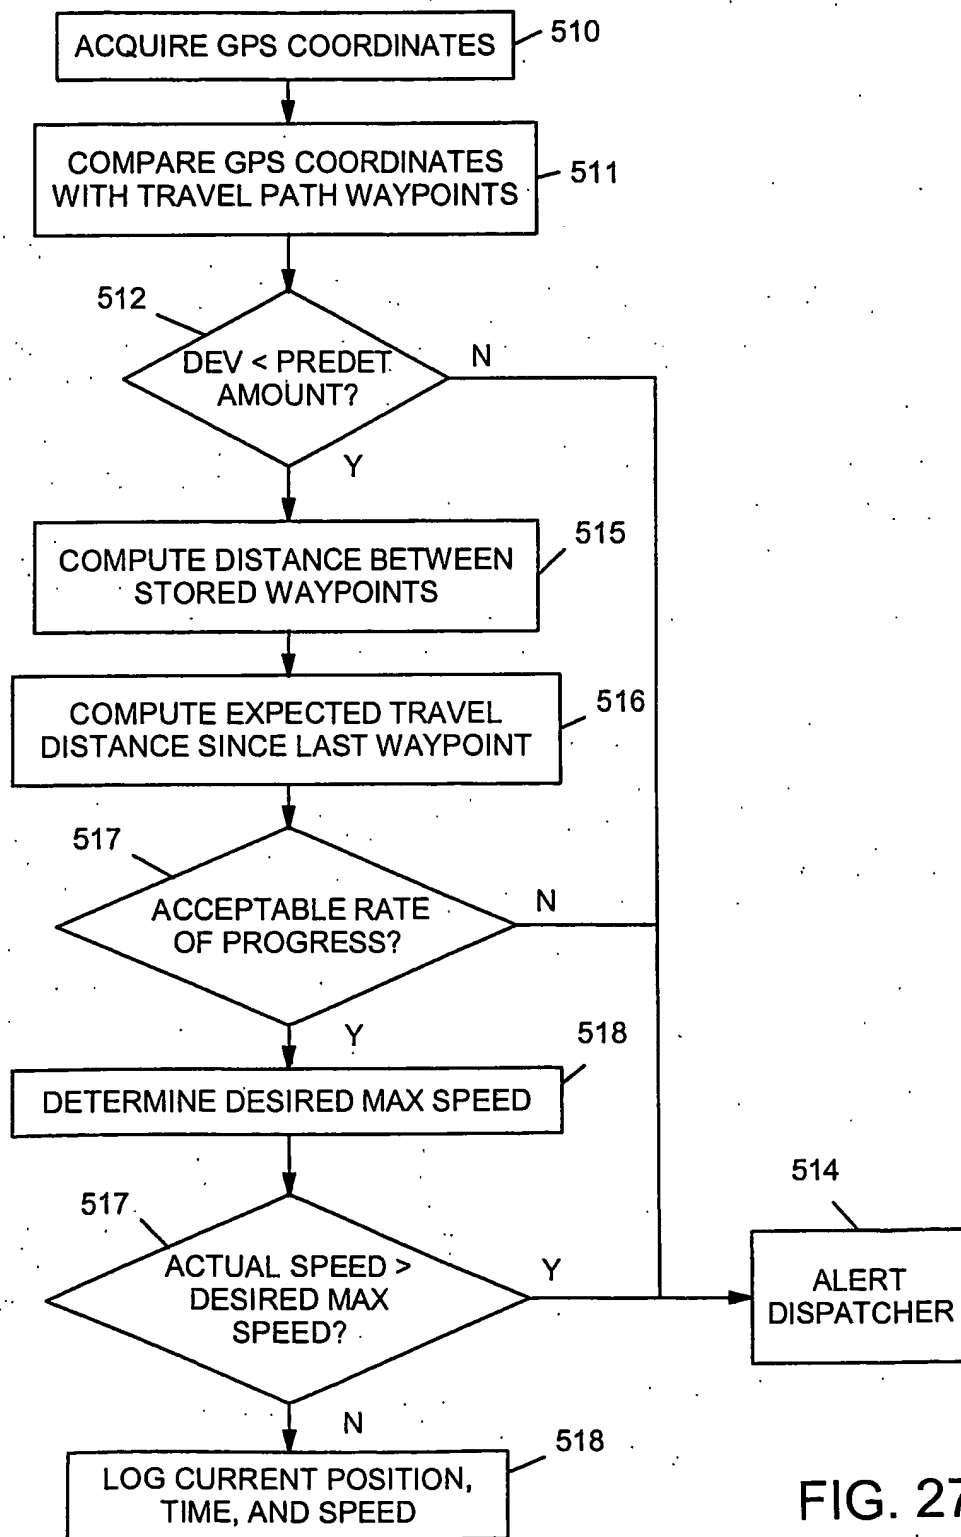 ACQUIRE GPS COORDINATES
510
COMPARE GPS COORDINATES
WITH TRAVEL PATH WAYPOINTS
511
512
DEV < PREDET
AMOUNT?
N
Y
COMPUTE DISTANCE BETWEEN
STORED WAYPOINTS
515
COMPUTE EXPECTED TRAVEL
DISTANCE SINCE LAST WAYPOINT
516
517
ACCEPTABLE RATE
OF PROGRESS?
N
Y
518
DETERMINE DESIRED MAX SPEED
517
ACTUAL SPEED >
DESIRED MAX
SPEED?
Y
514
ALERT
DISPATCHER
N
518
LOG CURRENT POSITION,
TIME, AND SPEED
FIG. 27